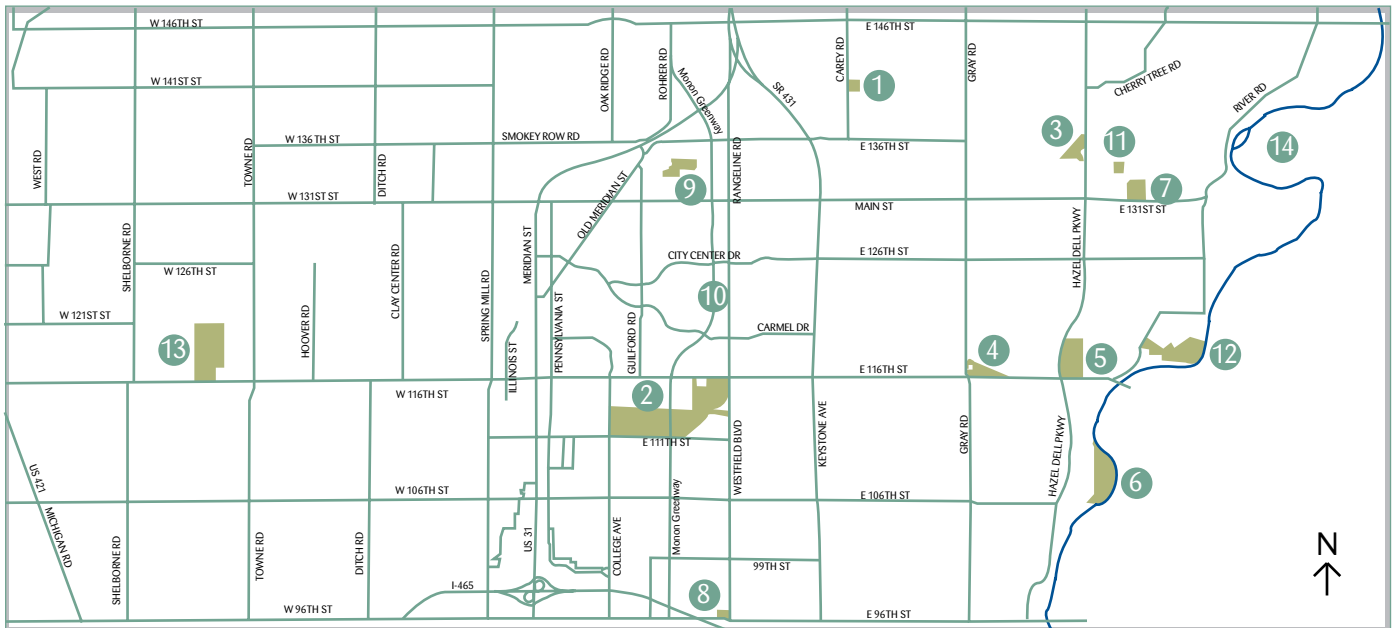 W 146TH ST
E 146TH ST
W 141ST ST
OAK RIDGE RD
ROHRER RD
Monon Greenway
SR 431
CAREY RD
1
GRAY RD
CHERRY TREE RD
RIVER RD
WEST RD
TOWNE RD
W 136 TH ST
DITCH RD
SMOKEY ROW RD
RANGELINE RD
E 136TH ST
3
11
14
7
9
W 131ST ST
OLD MERIDIAN ST
MAIN ST
E 131ST ST
SHELBORNE RD
W 126TH ST
CLAY CENTER RD
SPRING MILL RD
MERIDIAN ST
CITY CENTER DR
E 126TH ST
HAZEL DELL PKWY
10
W 121ST ST
13
HOOVER RD
ILLINOIS ST
PENNSYLVANIA ST
GUILFORD RD
CARMEL DR
4
5
12
W 116TH ST
E 116TH ST
2
E 111TH ST
WESTFIELD BLVD
KEYSTONE AVE
GRAY RD
HAZEL DELL PKWY
US 421
MICHIGAN RD
W 106TH ST
E 106TH ST
6
SHELBORNE RD
TOWNE RD
DITCH RD
US 31
COLLEGE AVE
Monon Greenway
99TH ST
N
I-465
8
W 96TH ST
E 96TH ST